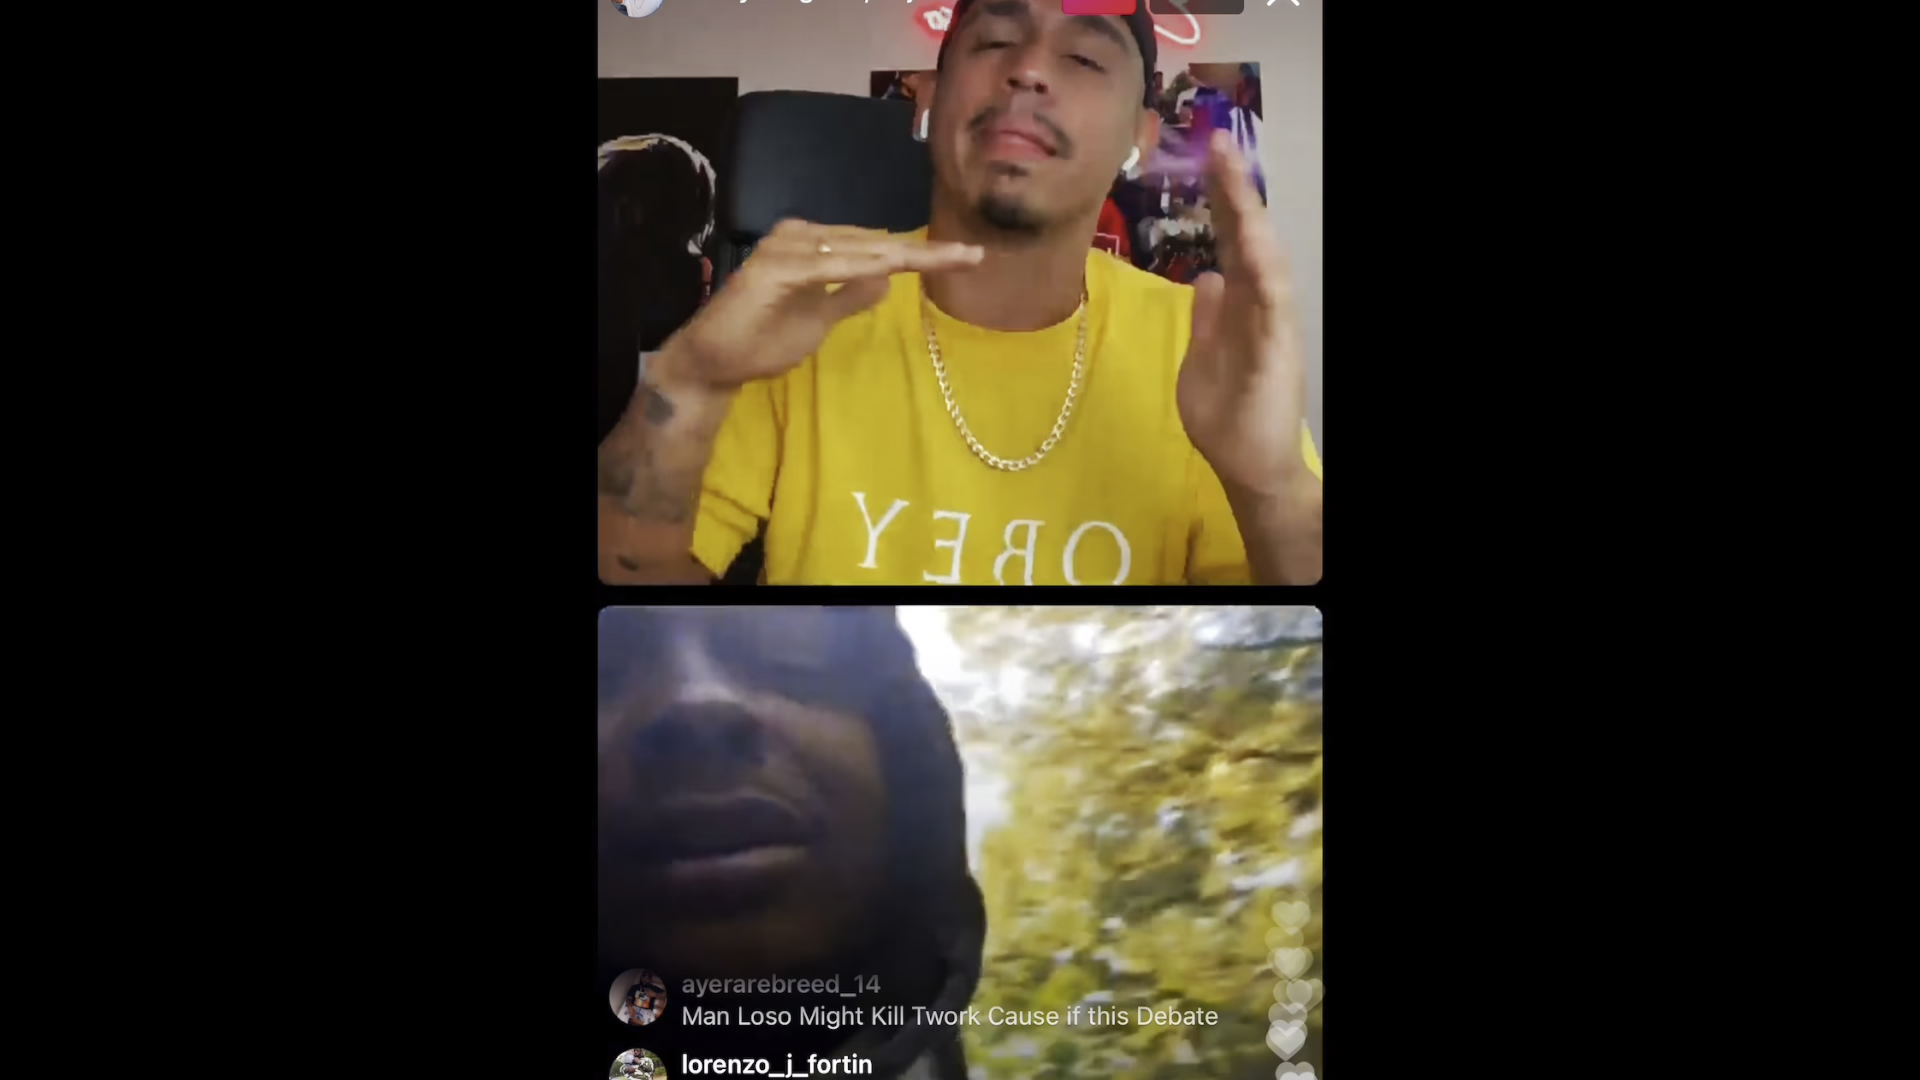 OBEY
ayerarebreed_14
Man Loso Might Kill Twork Cause if this Debate
lorenzo_j_fortin